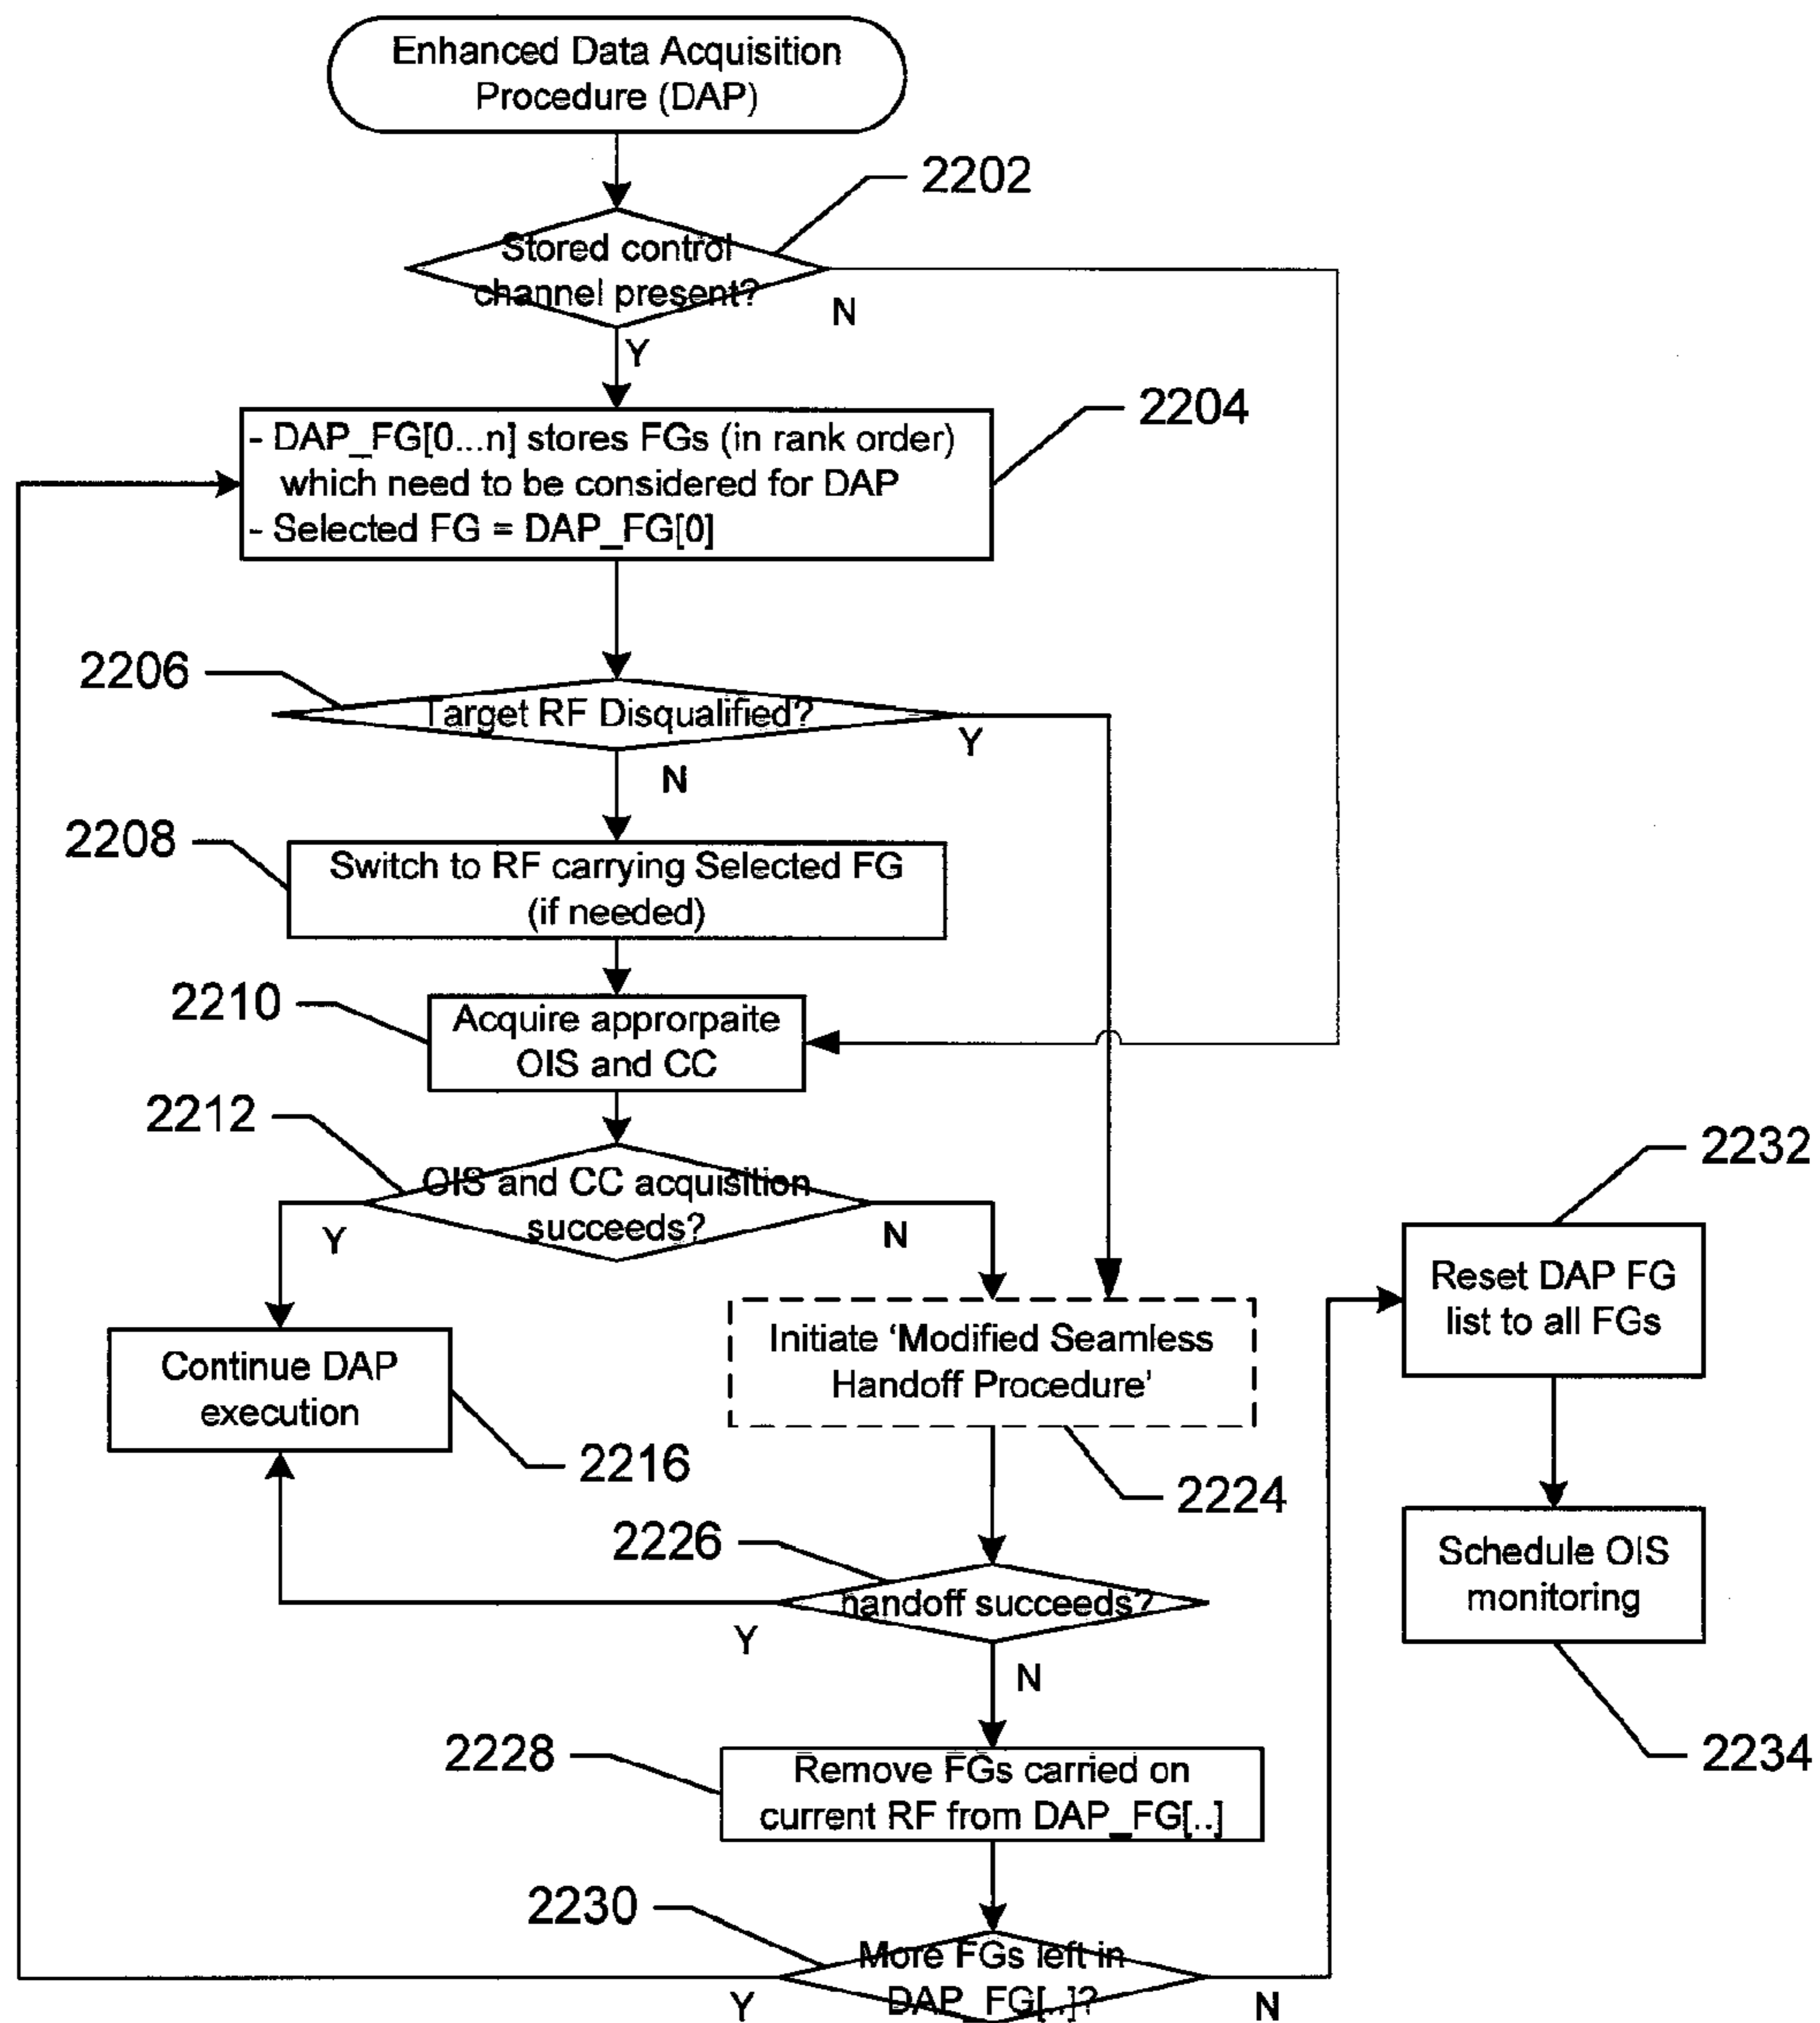 Enhanced Data Acquisition
Procedure (DAP)
2202
Stored control
channel present?
N
Y
2204
- DAP_FG[0...n] stores FGs (in rank order)
which need to be considered for DAP
- Selected FG = DAP_FG[0]
2206
Target RF Disqualified?
Y
N
2208
Switch to RF carrying Selected FG
(if needed)
2210
Acquire approrpaite
OIS and CC
2212
OIS and CC acquisition
succeeds?
Y
N
2232
Reset DAP FG
list to all FGs
Initiate ‘Modified Seamless
Handoff Procedure’
Continue DAP
execution
2216
2224
2226
handoff succeeds?
Y
N
Schedule OIS
monitoring
2234
2228
Remove FGs carried on
current RF from DAP_FG[..]
2230
More FGs left in
DAP_FG[..]?
Y
N